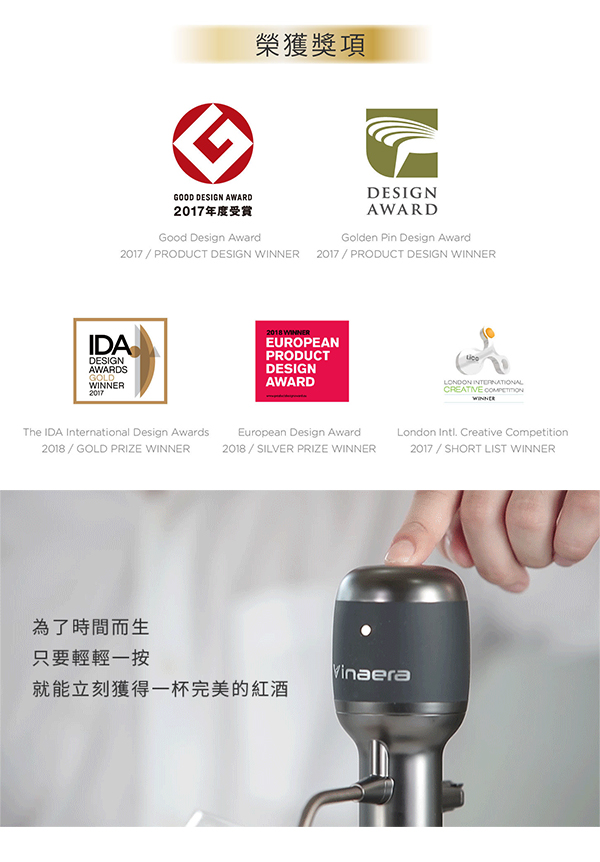 榮獲獎項
GOOD DESIGN AWARD
2017年度受賞
Good Design Award
2017 / PRODUCT DESIGN WINNER
DESIGN
AWARD
Golden Pin Design Award
2017 / PRODUCT DESIGN WINNER
IDA
DESIGN
AWARDS
GOLD
WINNER
2017
The IDA International Design Awards
2018 / GOLD PRIZE WINNER
2018 WINNER
EUROPEAN
PRODUCT
DESIGN
AWARD
European Design Award
2018 / SILVER PRIZE WINNER
licc
LONDON INTERNATIONAL
CREATIVE COMPETITION
WINNER
London Intl. Creative Competition
2017 / SHORT LIST WINNER
為了時間而生
只要輕輕一按
就能立刻獲得一杯完美的紅酒
Vinaera